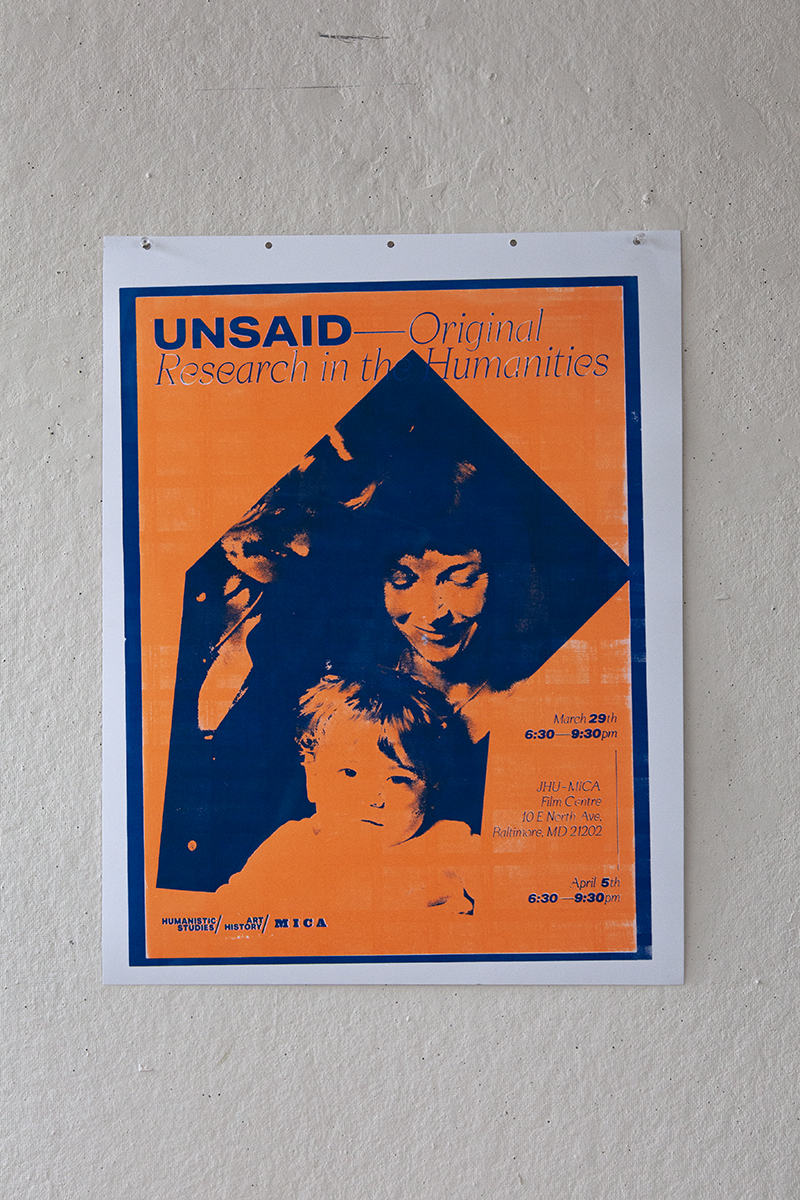 UNSAID—Original
Research in the Humanities
March 29th
6:30—9:30pm
JHU-MICA
Film Centre
10 E North Ave.
Baltimore, MD 21202
April 5th
6:30—9:30pm
HUMANISTIC
STUDIES/
ART
HISTORY/
MICA